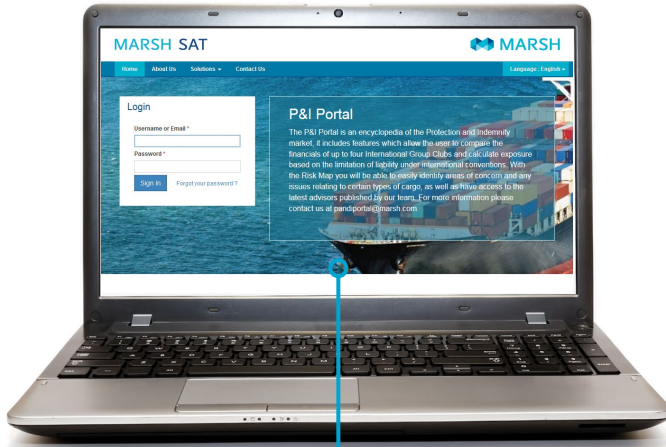 MARSH SAT
MARSH
Home About Us Solutions Contact Us Language : English
Login
Username or Email *
Password *
Sign In Forgot your password ?
P&I Portal
The P&I Portal is an encyclopedia of the Protection and Indemnity
market, it includes features which allow the user to compare the
financials of up to four International Group Clubs and calculate exposure
based on the limitation of liability under international conventions. With
the Risk Map you will be able to easily identify areas of concern and any
issues relating to certain types of cargo, as well as have access to the
latest advisors published by our team. For more information please
contact us at pandiportal@marsh.com